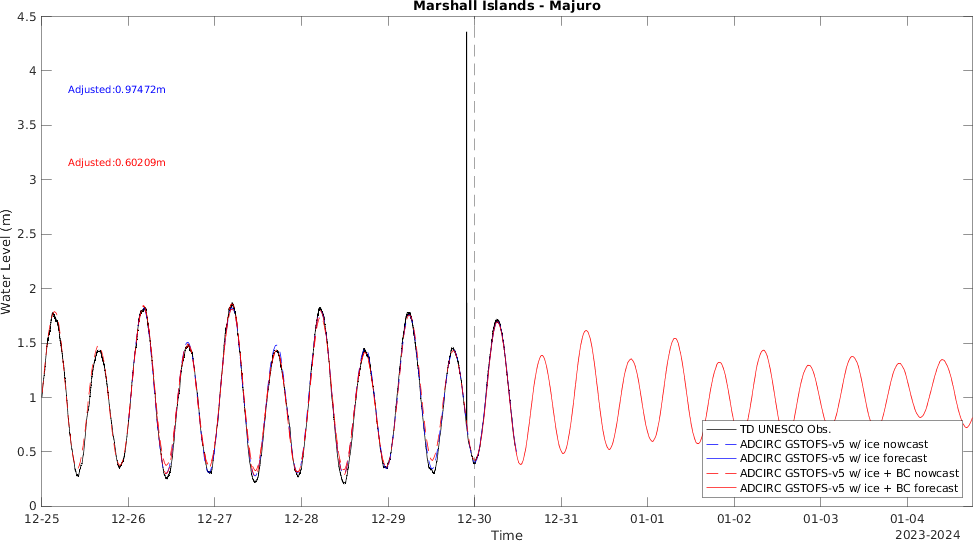 Marshall Islands - Majuro
4.5
4
3.5
3
2.5
2
1.5
1
0.5
0
Water Level (m)
Adjusted:0.97472m
Adjusted:0.60209m
TD UNESCO Obs.
ADCIRC GSTOFS-v5 w/ ice nowcast
ADCIRC GSTOFS-v5 w/ ice forecast
ADCIRC GSTOFS-v5 w/ ice + BC nowcast
ADCIRC GSTOFS-v5 w/ ice + BC forecast
12-25 12-26 12-27 12-28 12-29 12-30 12-31 01-01 01-02 01-03 01-04
Time
2023-2024